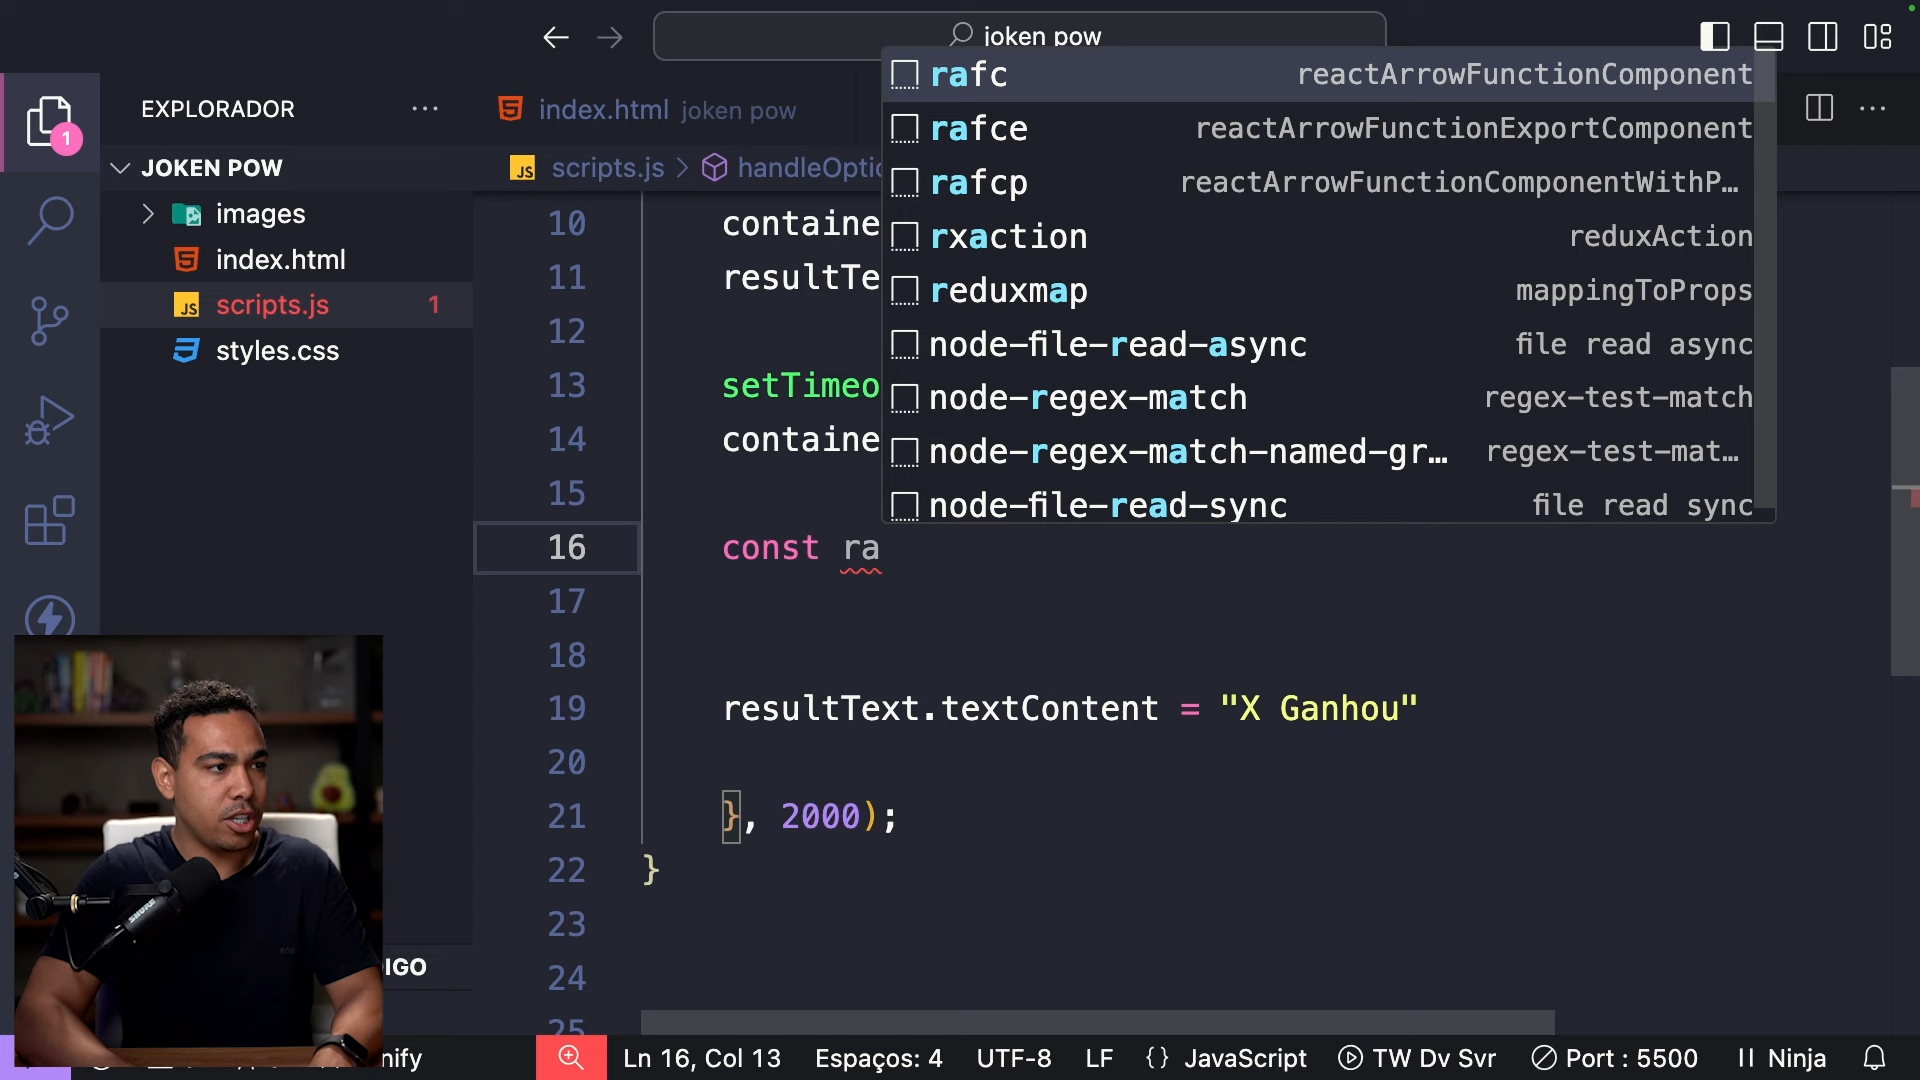 joken pow
EXPLORADOR
JOKEN POW
images
index.html
scripts.js 1
styles.css
1
index.html joken pow
scripts.js > handleOptio
10 containe
11 resultTe
12
13 setTimeo
14 containe
15
16 const ra
17
18
19 resultText.textContent = "X Ganhou"
20
21 }, 2000);
22 }
23
24
25
rafc reactArrowFunctionComponent
rafce reactArrowFunctionExportComponent
rafcp reactArrowFunctionComponentWithP…
rxaction reduxAction
reduxmap mappingToProps
node-file-read-async file read async
node-regex-match regex-test-match
node-regex-match-named-gr… regex-test-mat…
node-file-read-sync file read sync
IGO
SHURE
nify
Ln 16, Col 13 Espaços: 4 UTF-8 LF {} JavaScript TW Dv Svr Port : 5500 Ninja